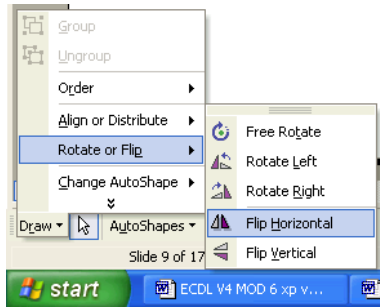 Group
Ungroup
Order
Align or Distribute
Rotate or Flip
Change AutoShape
Free Rotate
Rotate Left
Rotate Right
Flip Horizontal
Flip Vertical
Draw
AutoShapes
Slide 9 of 17
start
ECDL V4 MOD 6 xp v...